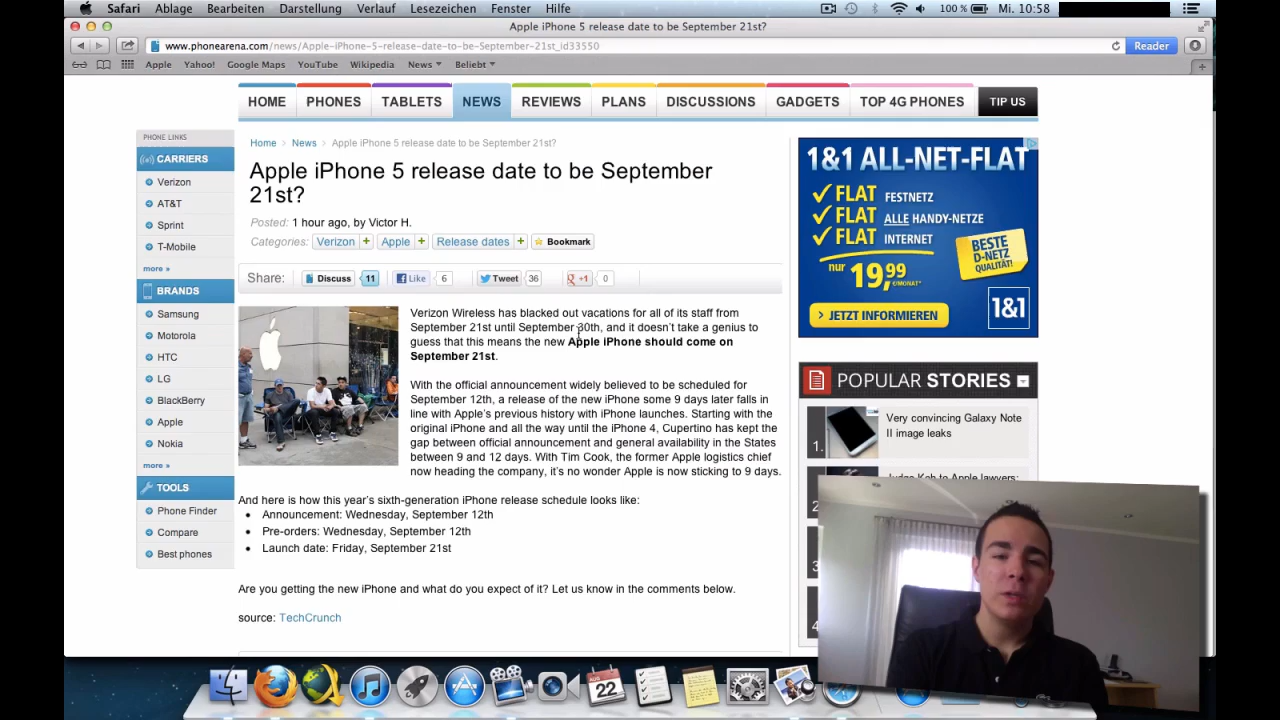 Safari Ablage Bearbeiten Darstellung Verlauf Lesezeichen Fenster Hilfe 100 % Mi. 10:58
Apple iPhone 5 release date to be September 21st?
www.phonearena.com/news/Apple-iPhone-5-release-date-to-be-September-21st_id33550 Reader
Apple Yahoo! Google Maps YouTube Wikipedia News Beliebt
HOME PHONES TABLETS NEWS REVIEWS PLANS DISCUSSIONS GADGETS TOP 4G PHONES TIP US
PHONE LINKS
CARRIERS
Verizon
AT&T
Sprint
T-Mobile
more »
BRANDS
Samsung
Motorola
HTC
LG
BlackBerry
Apple
Nokia
more »
TOOLS
Phone Finder
Compare
Best phones
Home > News > Apple iPhone 5 release date to be September 21st?
Apple iPhone 5 release date to be September
21st?
Posted: 1 hour ago, by Victor H.
Categories: Verizon + Apple + Release dates + Bookmark
Share: Discuss 11 Like 6 Tweet 36 +1 0
Verizon Wireless has blacked out vacations for all of its staff from
September 21st until September 30th, and it doesn't take a genius to
guess that this means the new Apple iPhone should come on
September 21st.
With the official announcement widely believed to be scheduled for
September 12th, a release of the new iPhone some 9 days later falls in
line with Apple's previous history with iPhone launches. Starting with the
original iPhone and all the way until the iPhone 4, Cupertino has kept the
gap between official announcement and general availability in the States
between 9 and 12 days. With Tim Cook, the former Apple logistics chief
now heading the company, it's no wonder Apple is now sticking to 9 days.
And here is how this year's sixth-generation iPhone release schedule looks like:
• Announcement: Wednesday, September 12th
• Pre-orders: Wednesday, September 12th
• Launch date: Friday, September 21st
Are you getting the new iPhone and what do you expect of it? Let us know in the comments below.
source: TechCrunch
1&1 ALL-NET-FLAT
FLAT FESTNETZ
FLAT ALLE HANDY-NETZE
FLAT INTERNET
BESTE
D-NETZ
QUALITÄT!
nur 19,99 €/MONAT*
> JETZT INFORMIEREN
1&1
POPULAR STORIES
1. Very convincing Galaxy Note
II image leaks
2 Judge Koh to Apple lawyers:
3
4
AUG
22